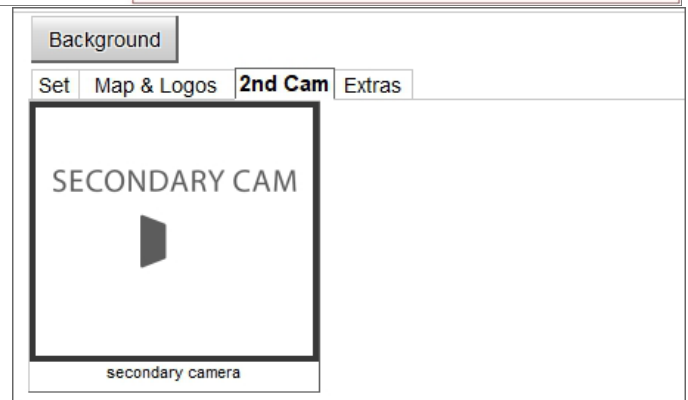 Background
Set Map & Logos 2nd Cam Extras
SECONDARY CAM
secondary camera